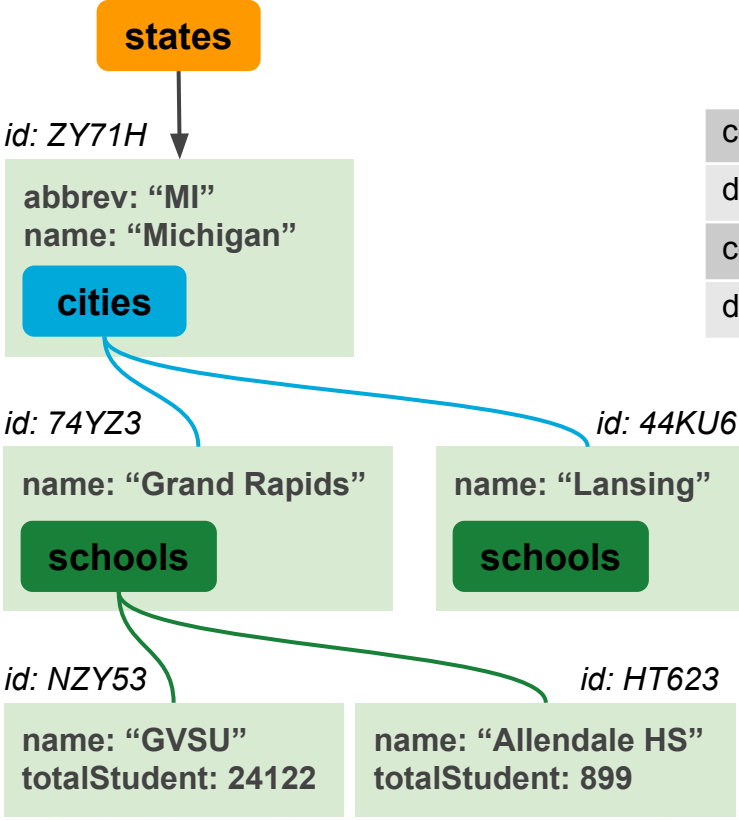 states
id: ZY71H
abbrev: “MI”
name: “Michigan”
cities
c
d
c
d
id: 74YZ3
id: 44KU6
name: “Grand Rapids”
name: “Lansing”
schools
schools
id: NZY53
id: HT623
name: “GVSU”
totalStudent: 24122
name: “Allendale HS”
totalStudent: 899